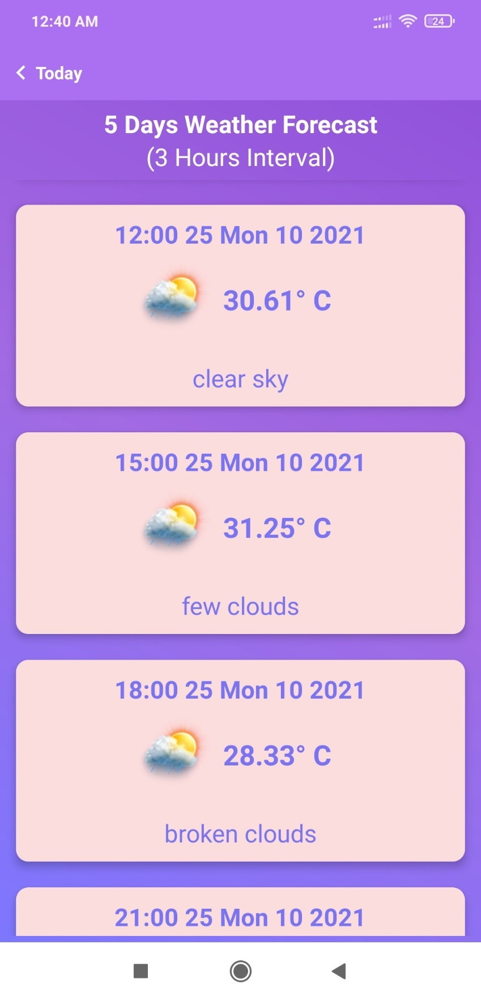 12:40 AM
24
Today
5 Days Weather Forecast
(3 Hours Interval)
12:00 25 Mon 10 2021
30.61° C
clear sky
15:00 25 Mon 10 2021
31.25° C
few clouds
18:00 25 Mon 10 2021
28.33° C
broken clouds
21:00 25 Mon 10 2021